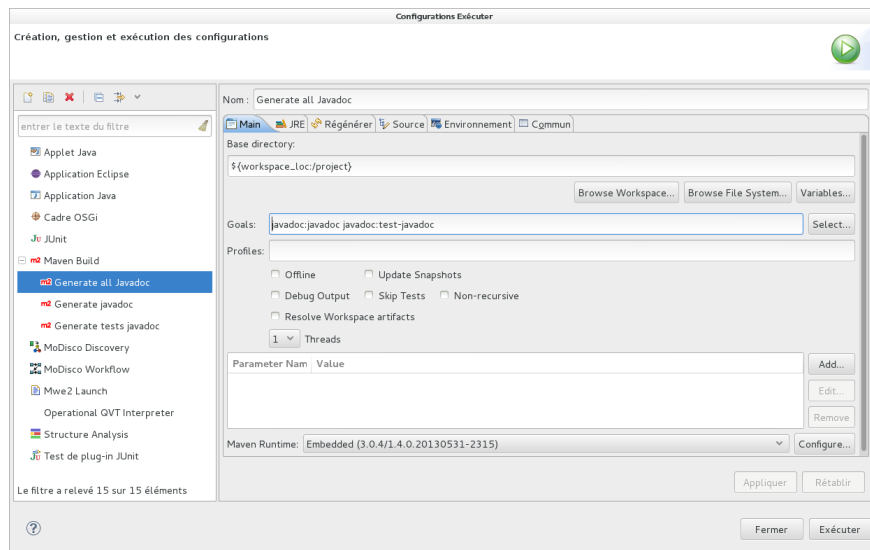 Configurations Exécuter
Création, gestion et exécution des configurations
Nom : Generate all Javadoc
entrer le texte du filtre
Main JRE Régénérer Source Environnement Commun
Applet Java
Application Eclipse
Application Java
Cadre OSGi
Ju JUnit
m2 Maven Build
m2 Generate all Javadoc
m2 Generate javadoc
m2 Generate tests javadoc
MoDisco Discovery
MoDisco Workflow
Mwe2 Launch
Operational QVT Interpreter
Structure Analysis
Test de plug-in JUnit
Le filtre a relevé 15 sur 15 éléments
Base directory:
${workspace_loc:/project}
Browse Workspace... Browse File System... Variables...
Goals: javadoc:javadoc javadoc:test-javadoc Select...
Profiles:
Offline Update Snapshots
Debug Output Skip Tests Non-recursive
Resolve Workspace artifacts
1 Threads
Parameter Nam Value Add...
Edit...
Remove
Maven Runtime: Embedded (3.0.4/1.4.0.20130531-2315) Configure...
Appliquer Rétablir
? Fermer Exécuter